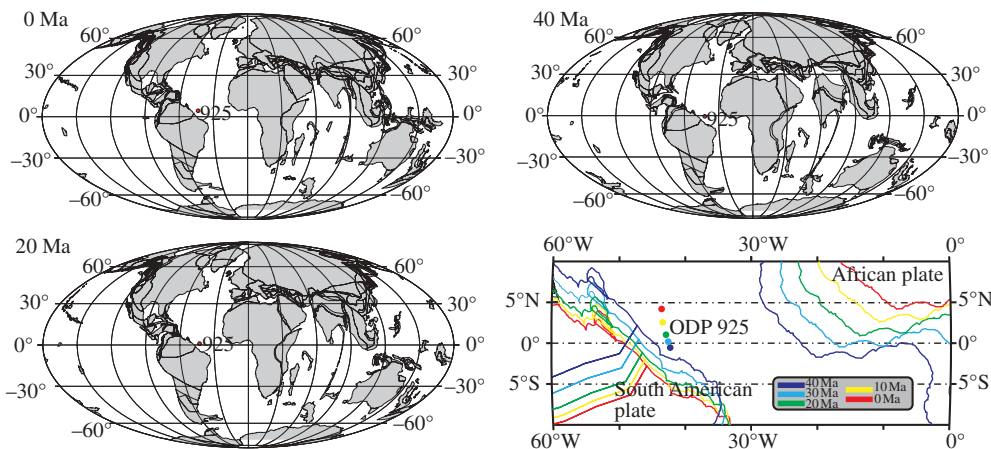 0 Ma
60° 60°
30° 30°
0° 925 0°
−30° −30°
−60° −60°
40 Ma
60° 60°
30° 30°
0° 925 0°
−30° −30°
−60° −60°
20 Ma
60° 60°
30° 30°
0° 925 0°
−30° −30°
−60° −60°
60°W 30°W 0°
African plate
5°N 5°N
ODP 925
0° 0°
5°S 5°S
South American
plate
40 Ma 10 Ma
30 Ma 0 Ma
20 Ma
60°W 30°W 0°